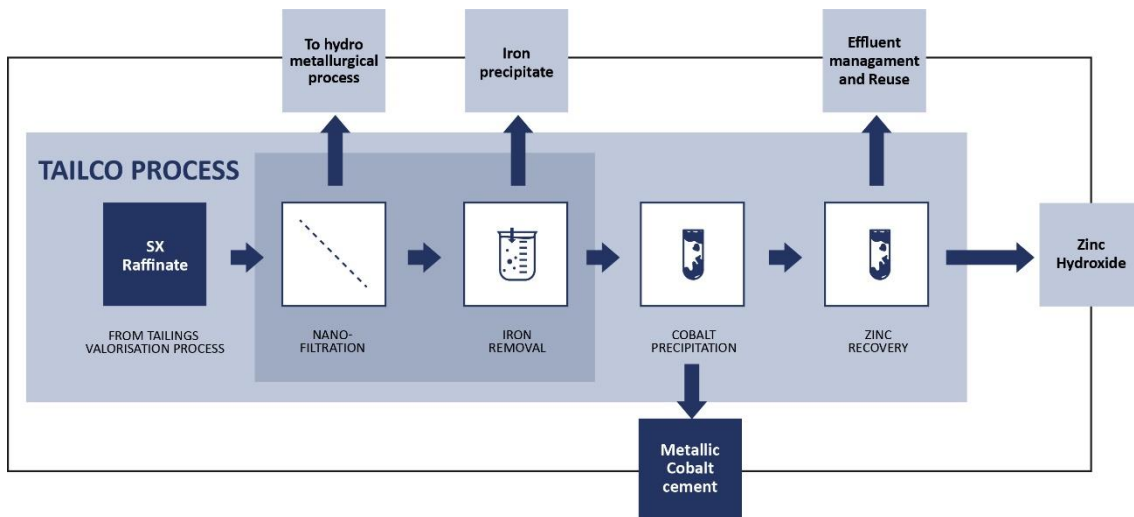 To hydro
metallurgical
process
Iron
precipitate
Effluent
managament
and Reuse
TAILCO PROCESS
SX
Raffinate
Zinc
Hydroxide
FROM TAILINGS
VALORISATION PROCESS
NANO-
FILTRATION
IRON
REMOVAL
COBALT
PRECIPITATION
ZINC
RECOVERY
Metallic
Cobalt
cement